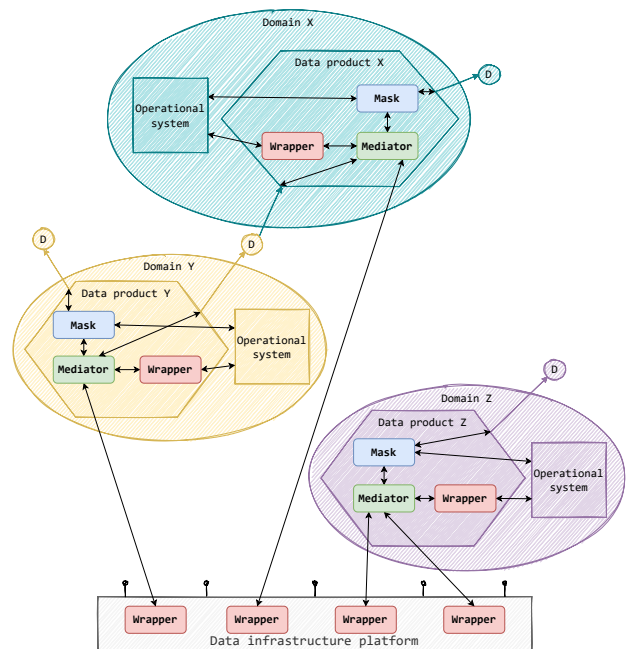 Domain X
Data product X
D
Mask
Operational
system
Wrapper
Mediator
D
D
Domain Y
Data product Y
Mask
Operational
system
Mediator
Wrapper
D
Domain Z
Data product Z
Mask
Operational
system
Mediator
Wrapper
Wrapper
Wrapper
Wrapper
Wrapper
Data infrastructure platform